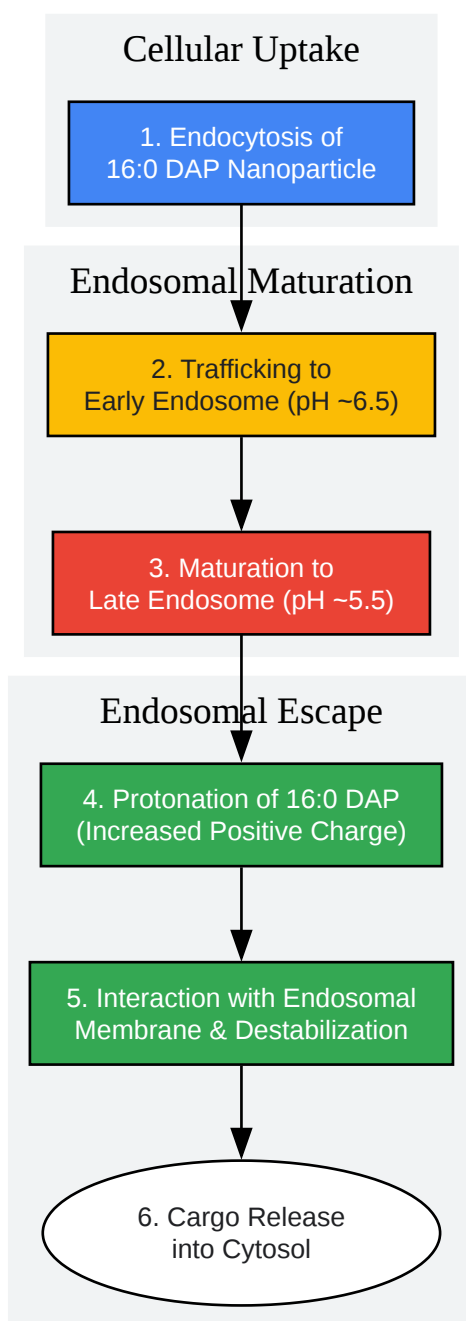 Cellular Uptake
1. Endocytosis of
16:0 DAP Nanoparticle
Endosomal Maturation
2. Trafficking to
Early Endosome (pH ~6.5)
3. Maturation to
Late Endosome (pH ~5.5)
Endosomal Escape
4. Protonation of 16:0 DAP
(Increased Positive Charge)
5. Interaction with Endosomal
Membrane & Destabilization
6. Cargo Release
into Cytosol